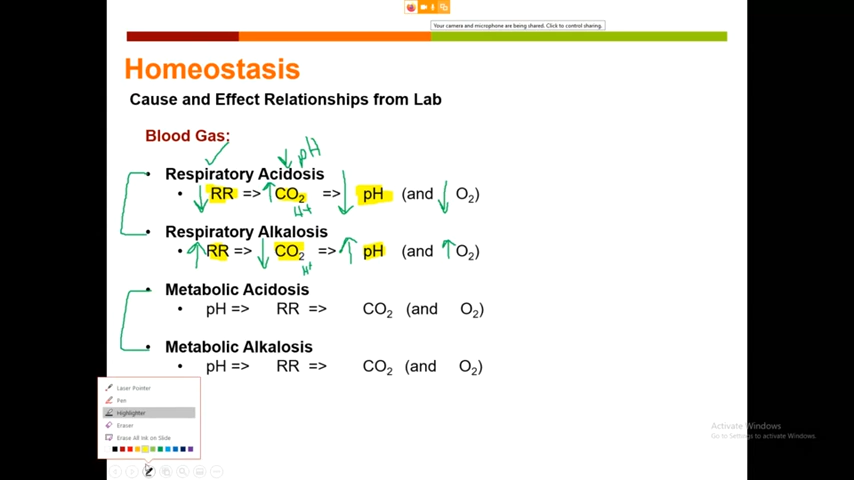 Your camera and microphone are being shared. Click to control sharing.
Homeostasis
Cause and Effect Relationships from Lab
Blood Gas:
↓ pH
• Respiratory Acidosis
• ↓ RR => ↑ CO₂ => ↓ pH (and ↓ O₂)
H+
• Respiratory Alkalosis
• ↑ RR => ↓ CO₂ => ↑ pH (and ↑ O₂)
H+
• Metabolic Acidosis
• pH => RR => CO₂ (and O₂)
• Metabolic Alkalosis
• pH => RR => CO₂ (and O₂)
Laser Pointer
Pen
Highlighter
Eraser
Erase All Ink on Slide
Activate Windows
Go to Settings to activate Windows.